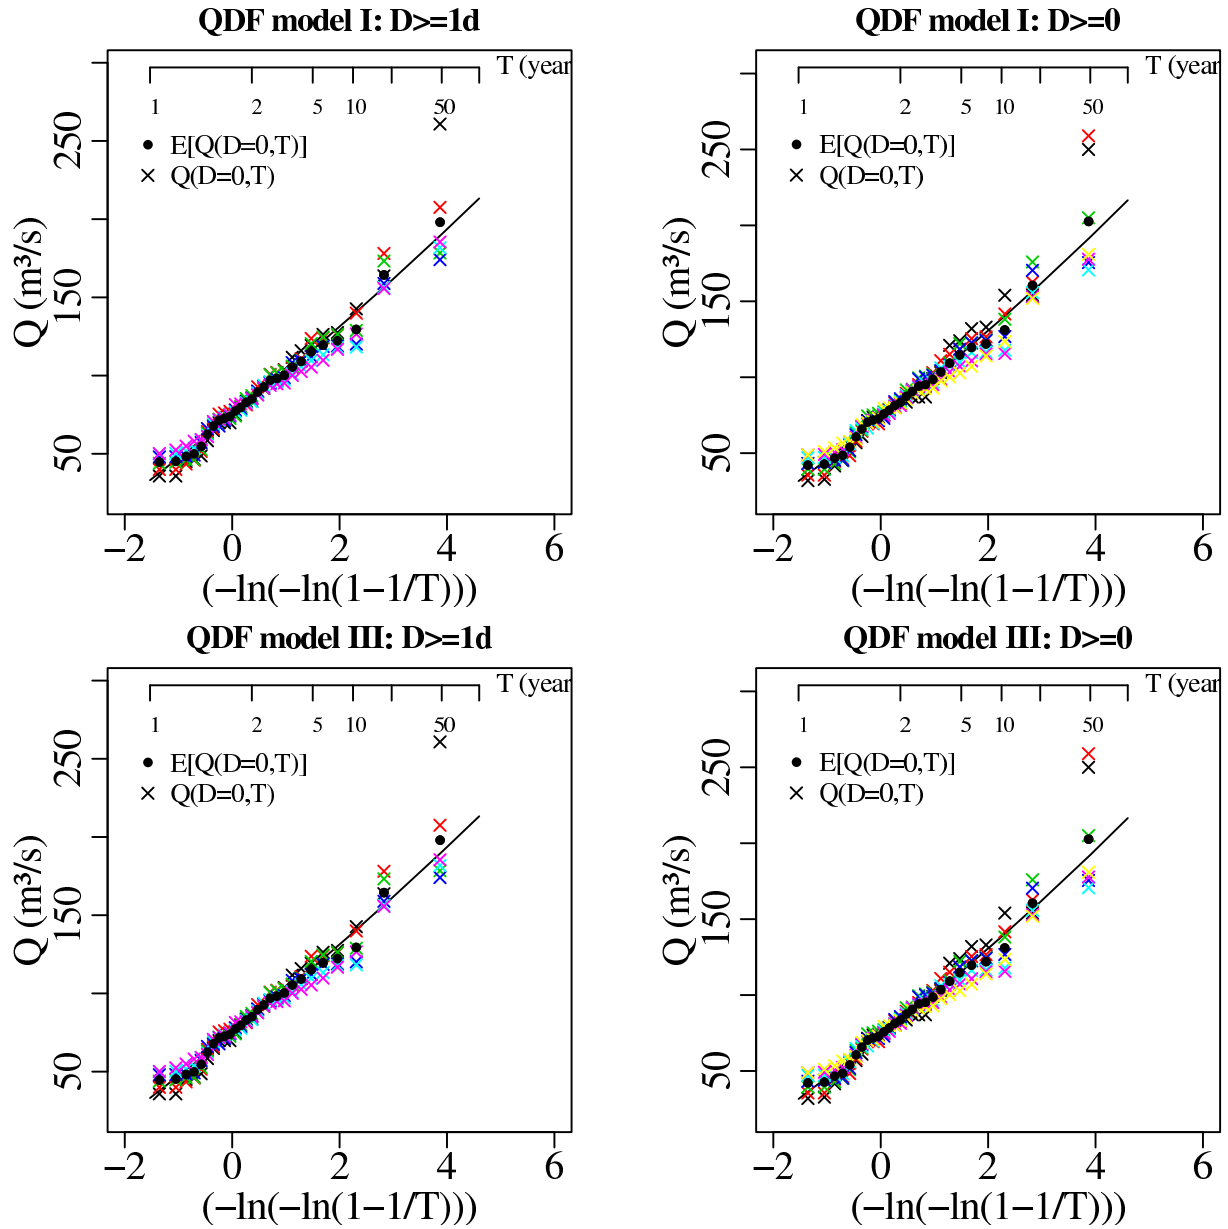 QDF model I: D>=1d
T (year
1 2 5 10 50
E[Q(D=0,T)]
Q(D=0,T)
Q (m³/s)
50 150 250
−2 0 2 4 6
(−ln(−ln(1−1/T)))
QDF model I: D>=0
T (year
1 2 5 10 50
E[Q(D=0,T)]
Q(D=0,T)
Q (m³/s)
50 150 250
−2 0 2 4 6
(−ln(−ln(1−1/T)))
QDF model III: D>=1d
T (year
1 2 5 10 50
E[Q(D=0,T)]
Q(D=0,T)
Q (m³/s)
50 150 250
−2 0 2 4 6
(−ln(−ln(1−1/T)))
QDF model III: D>=0
T (year
1 2 5 10 50
E[Q(D=0,T)]
Q(D=0,T)
Q (m³/s)
50 150 250
−2 0 2 4 6
(−ln(−ln(1−1/T)))